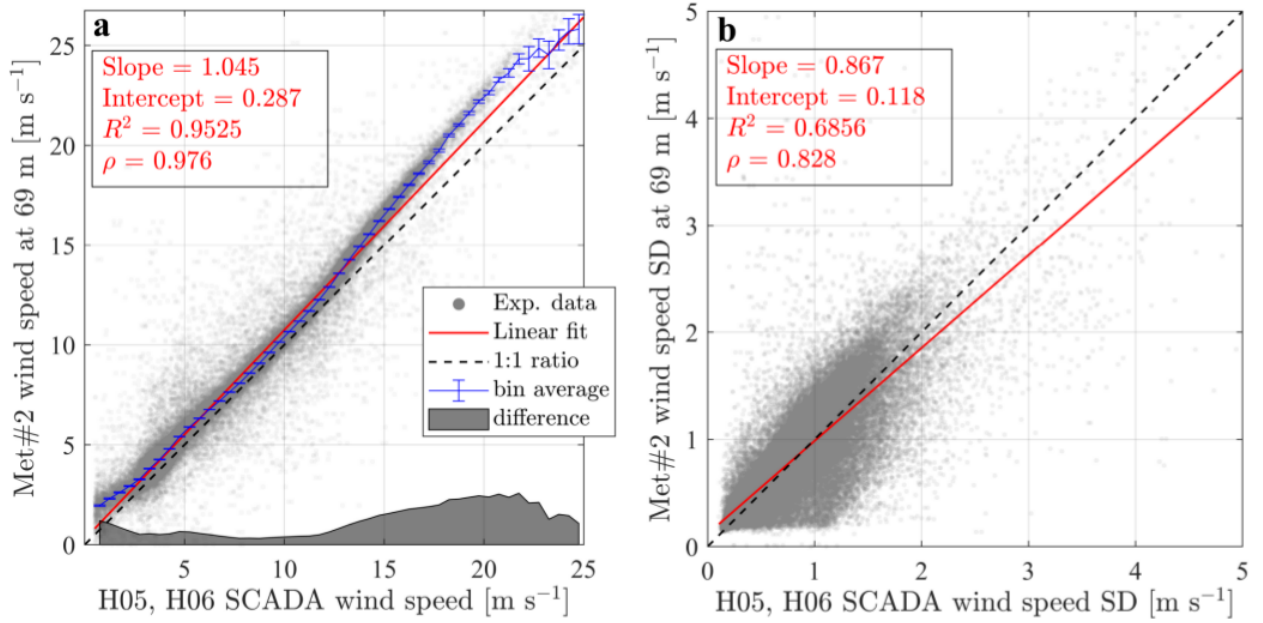 a
Slope = 1.045
Intercept = 0.287
R² = 0.9525
ρ = 0.976
Exp. data
Linear fit
1:1 ratio
bin average
difference
0
5
10
15
20
25
5
10
15
20
25
Met#2 wind speed at 69 m [m s⁻¹]
H05, H06 SCADA wind speed [m s⁻¹]
b
Slope = 0.867
Intercept = 0.118
R² = 0.6856
ρ = 0.828
0
1
2
3
4
5
0
1
2
3
4
5
Met#2 wind speed SD at 69 m [m s⁻¹]
H05, H06 SCADA wind speed SD [m s⁻¹]